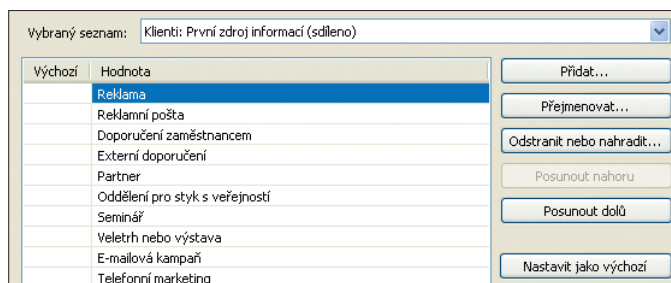 Vybraný seznam: Klienti: První zdroj informací (sdíleno)
Výchozí Hodnota
Reklama
Reklamní pošta
Doporučení zaměstnancem
Externí doporučení
Partner
Oddělení pro styk s veřejností
Seminář
Veletrh nebo výstava
E-mailová kampaň
Telefonní marketing
Přidat...
Přejmenovat...
Odstranit nebo nahradit...
Posunout nahoru
Posunout dolů
Nastavit jako výchozí